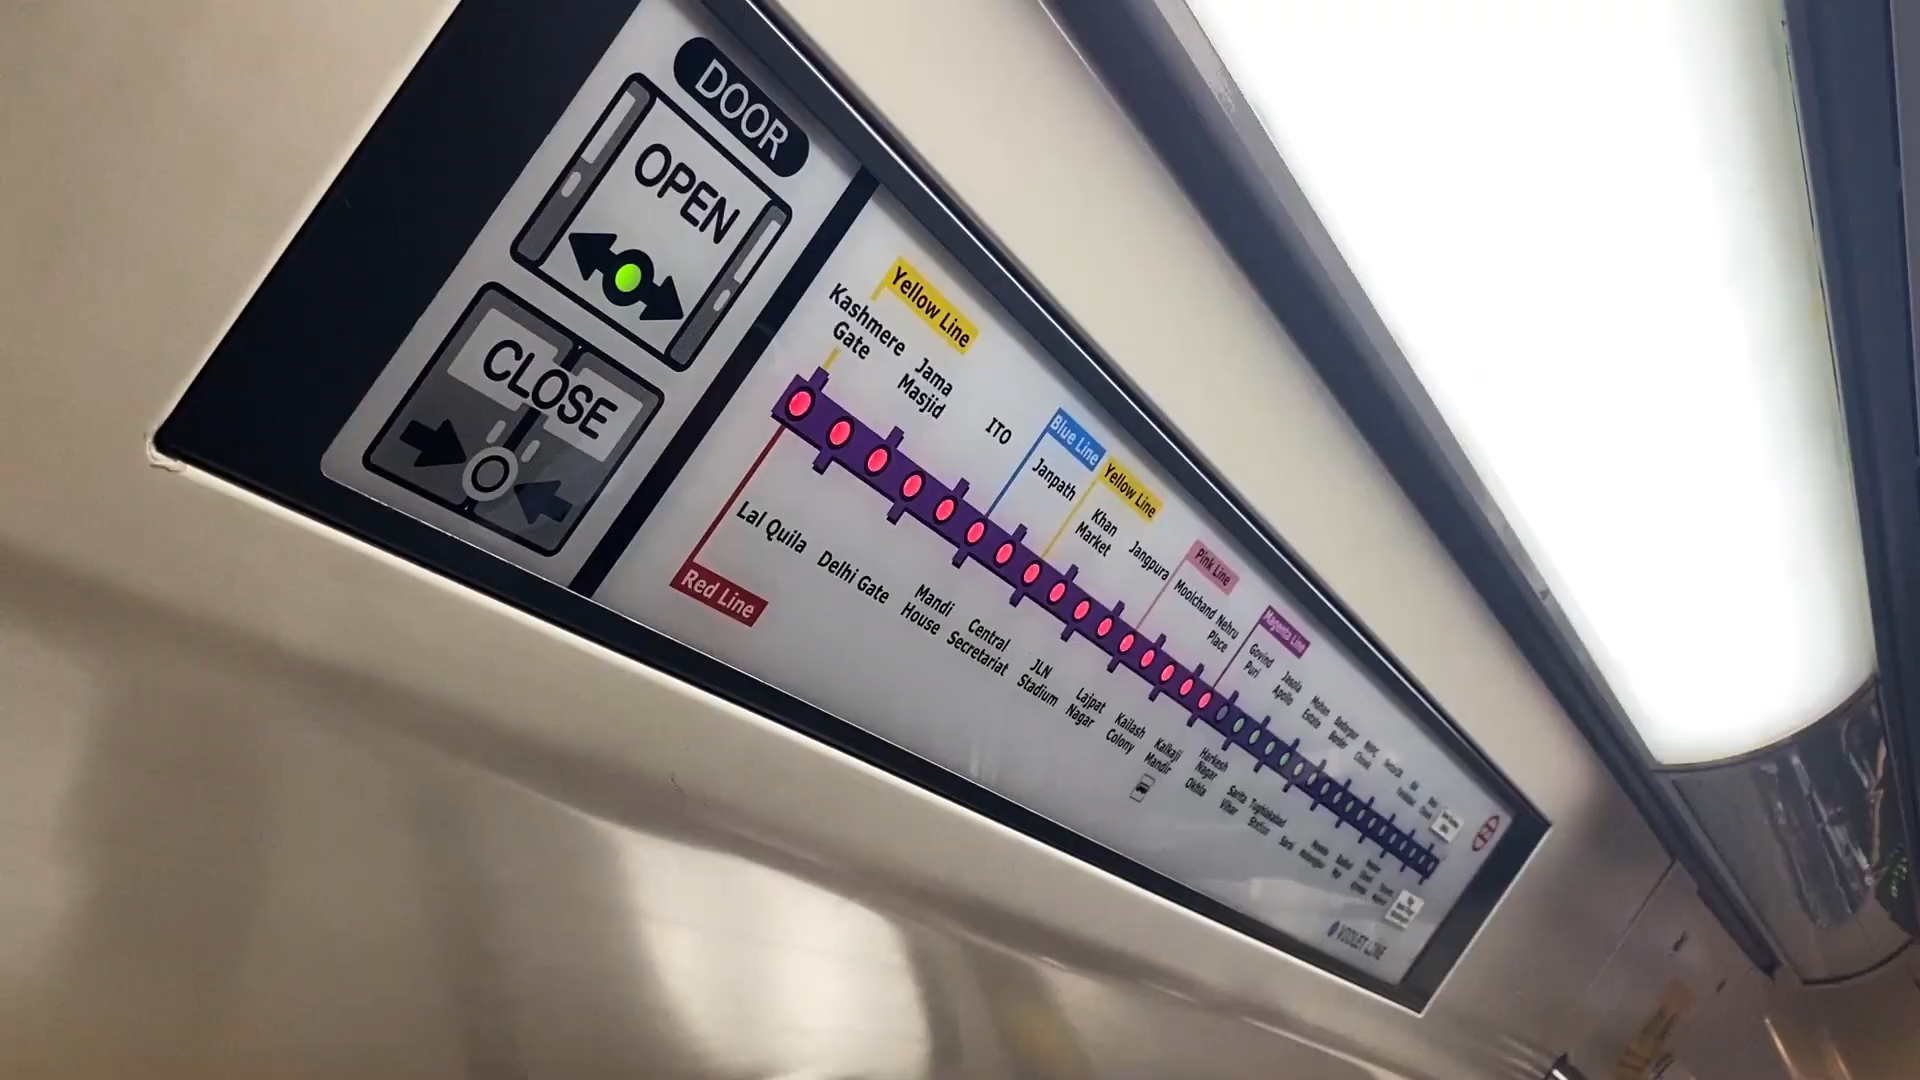 DOOR
OPEN
CLOSE
Yellow Line
Kashmere
Gate
Jama
Masjid
ITO
Blue Line
Janpath
Yellow Line
Khan
Market
Jangpura
Pink Line
Moolchand
Nehru
Place
Magenta Line
Govind
Puri
Jasola
Apollo
Mohan
Estate
Badarpur
Border
Red Line
Lal Quila
Delhi Gate
Mandi
House
Central
Secretariat
JLN
Stadium
Lajpat
Nagar
Kailash
Colony
Kalkaji
Mandir
Harkesh
Nagar
Okhla
Sarita
Vihar
Tughlakabad
Station
VIOLET LINE